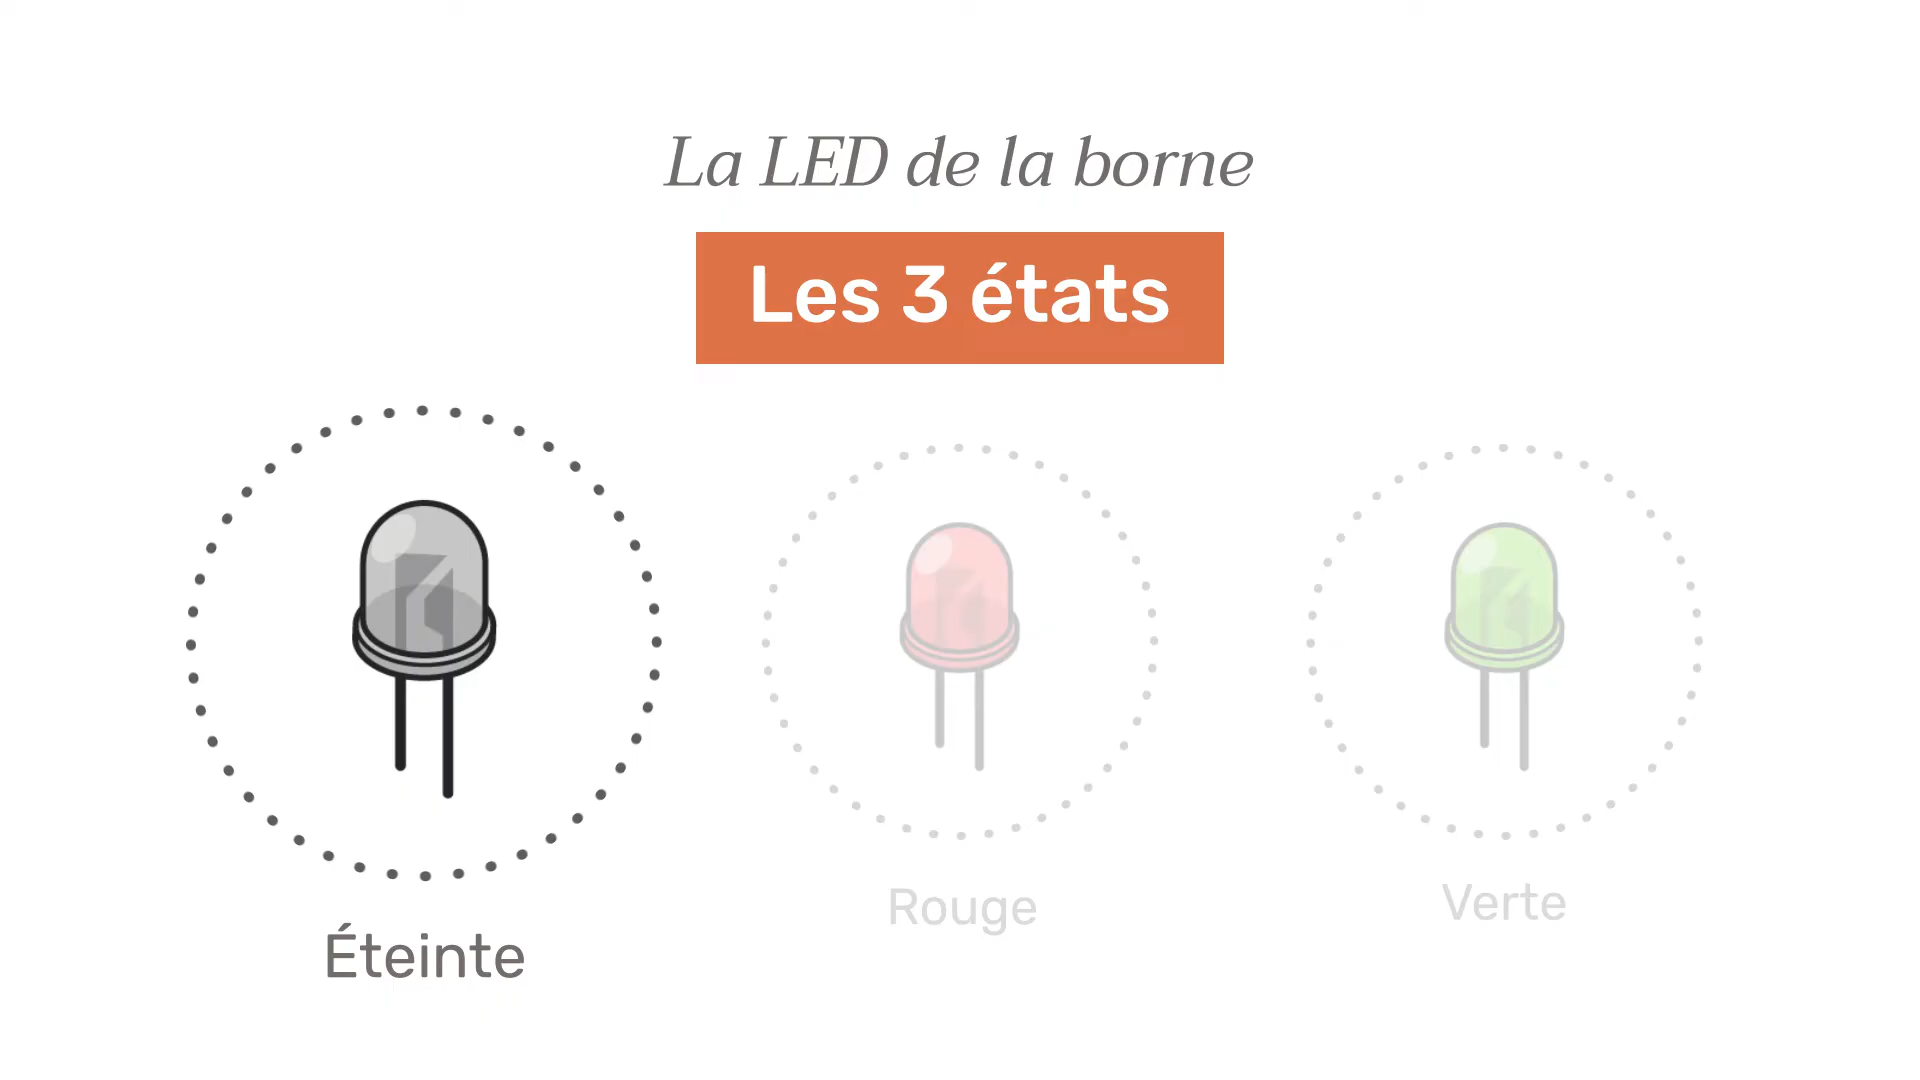 La LED de la borne
Les 3 états
Éteinte
Rouge
Verte